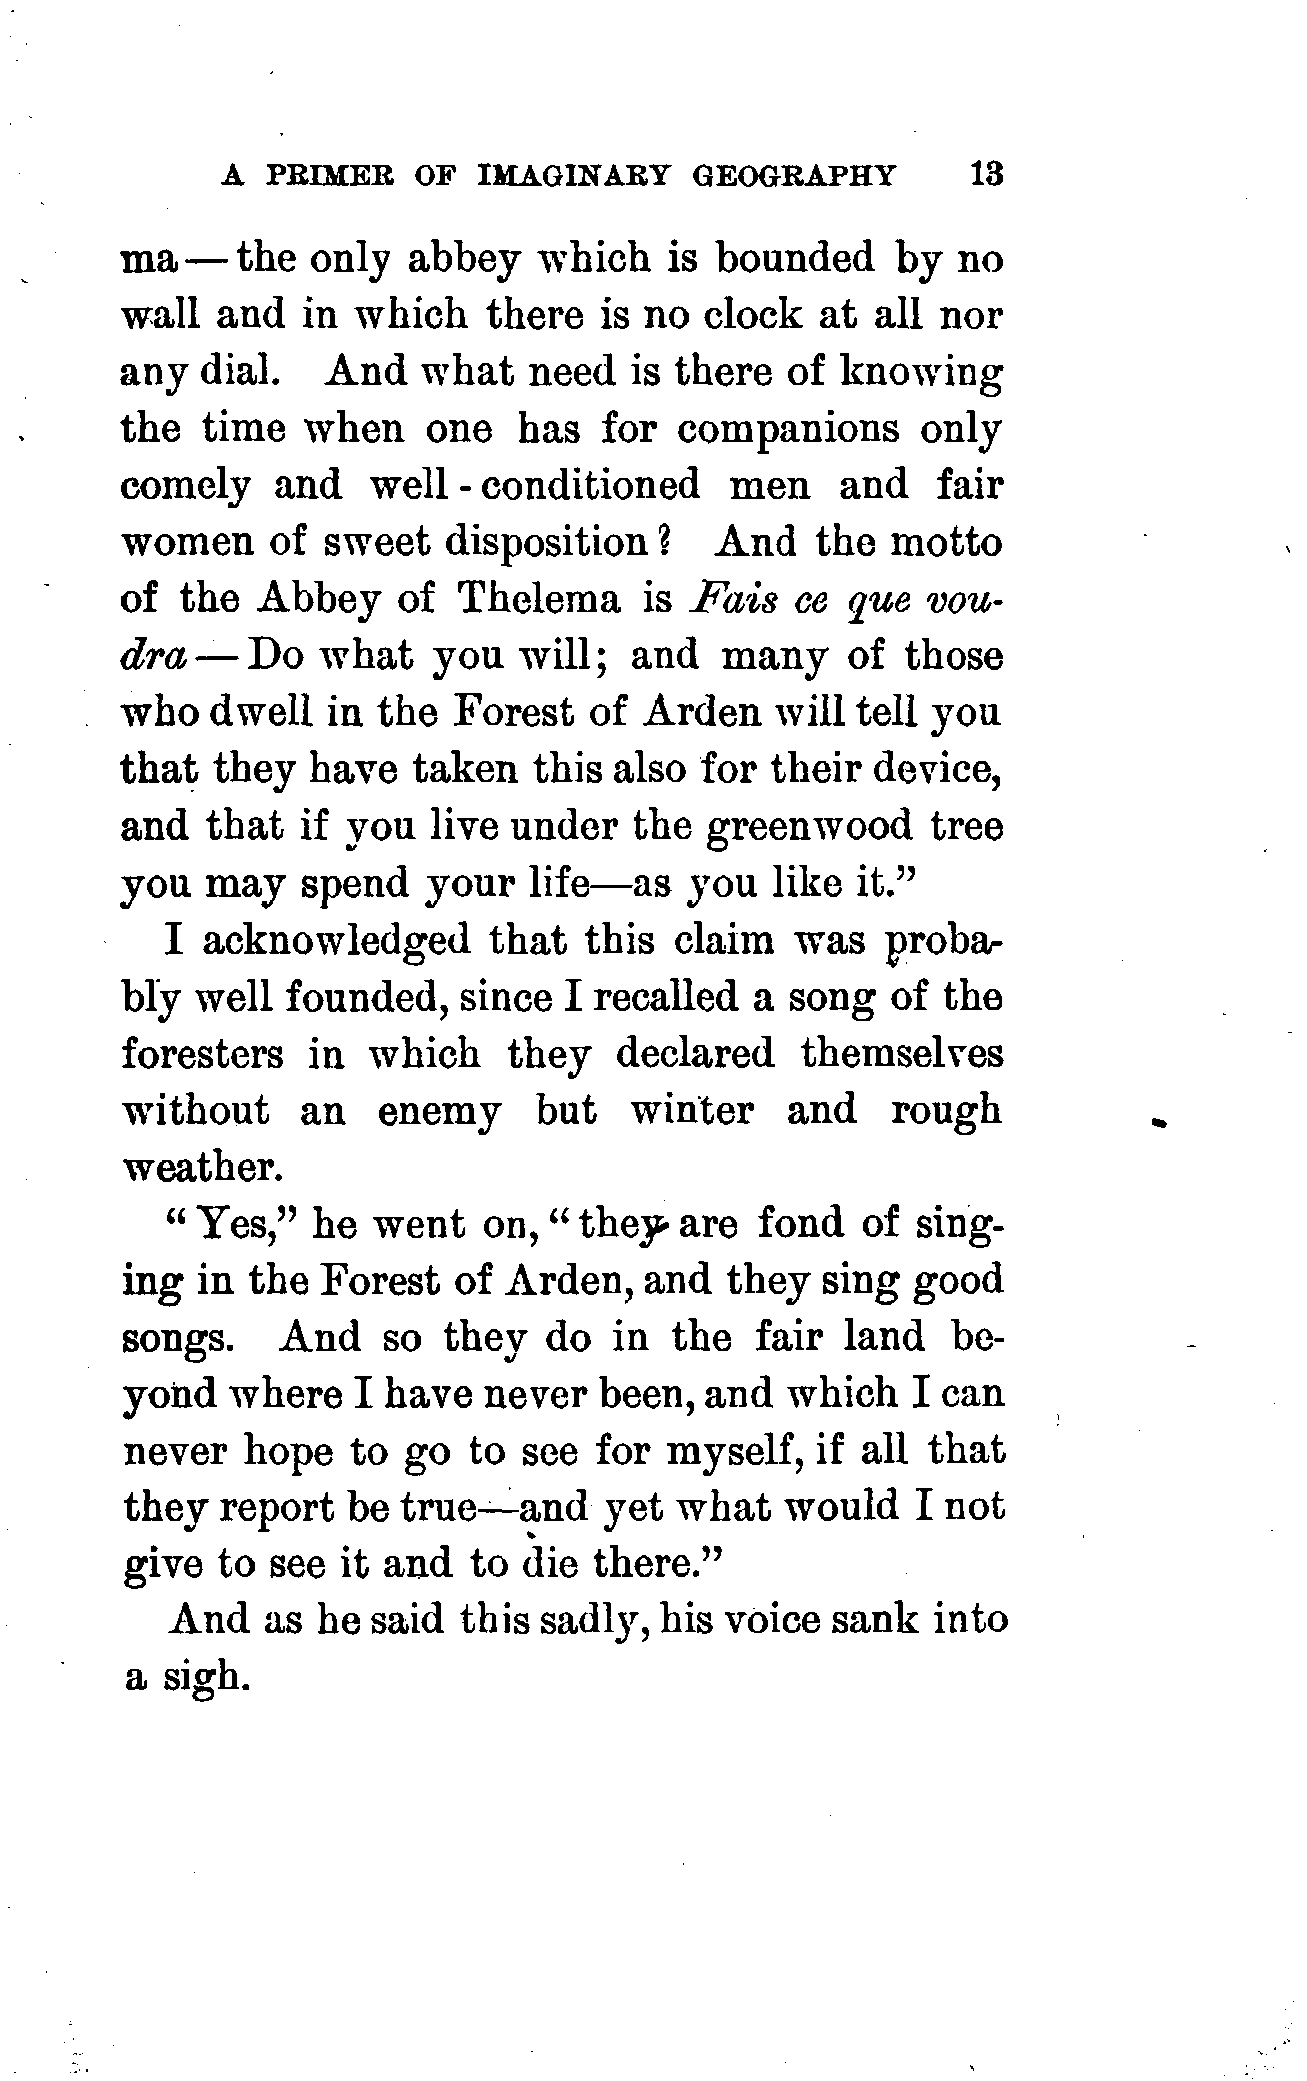 A PRIMER OF IMAGINARY GEOGRAPHY 13
ma—the only abbey which is bounded by no
wall and in which there is no clock at all nor
any dial. And what need is there of knowing
the time when one has for companions only
comely and well-conditioned men and fair
women of sweet disposition? And the motto
of the Abbey of Thelema is Fais ce que vou-
dra—Do what you will; and many of those
who dwell in the Forest of Arden will tell you
that they have taken this also for their device,
and that if you live under the greenwood tree
you may spend your life—as you like it.”
I acknowledged that this claim was proba-
bly well founded, since I recalled a song of the
foresters in which they declared themselves
without an enemy but winter and rough
weather.
“Yes,” he went on, “they are fond of sing-
ing in the Forest of Arden, and they sing good
songs. And so they do in the fair land be-
yond where I have never been, and which I can
never hope to go to see for myself, if all that
they report be true—and yet what would I not
give to see it and to die there.”
And as he said this sadly, his voice sank into
a sigh.